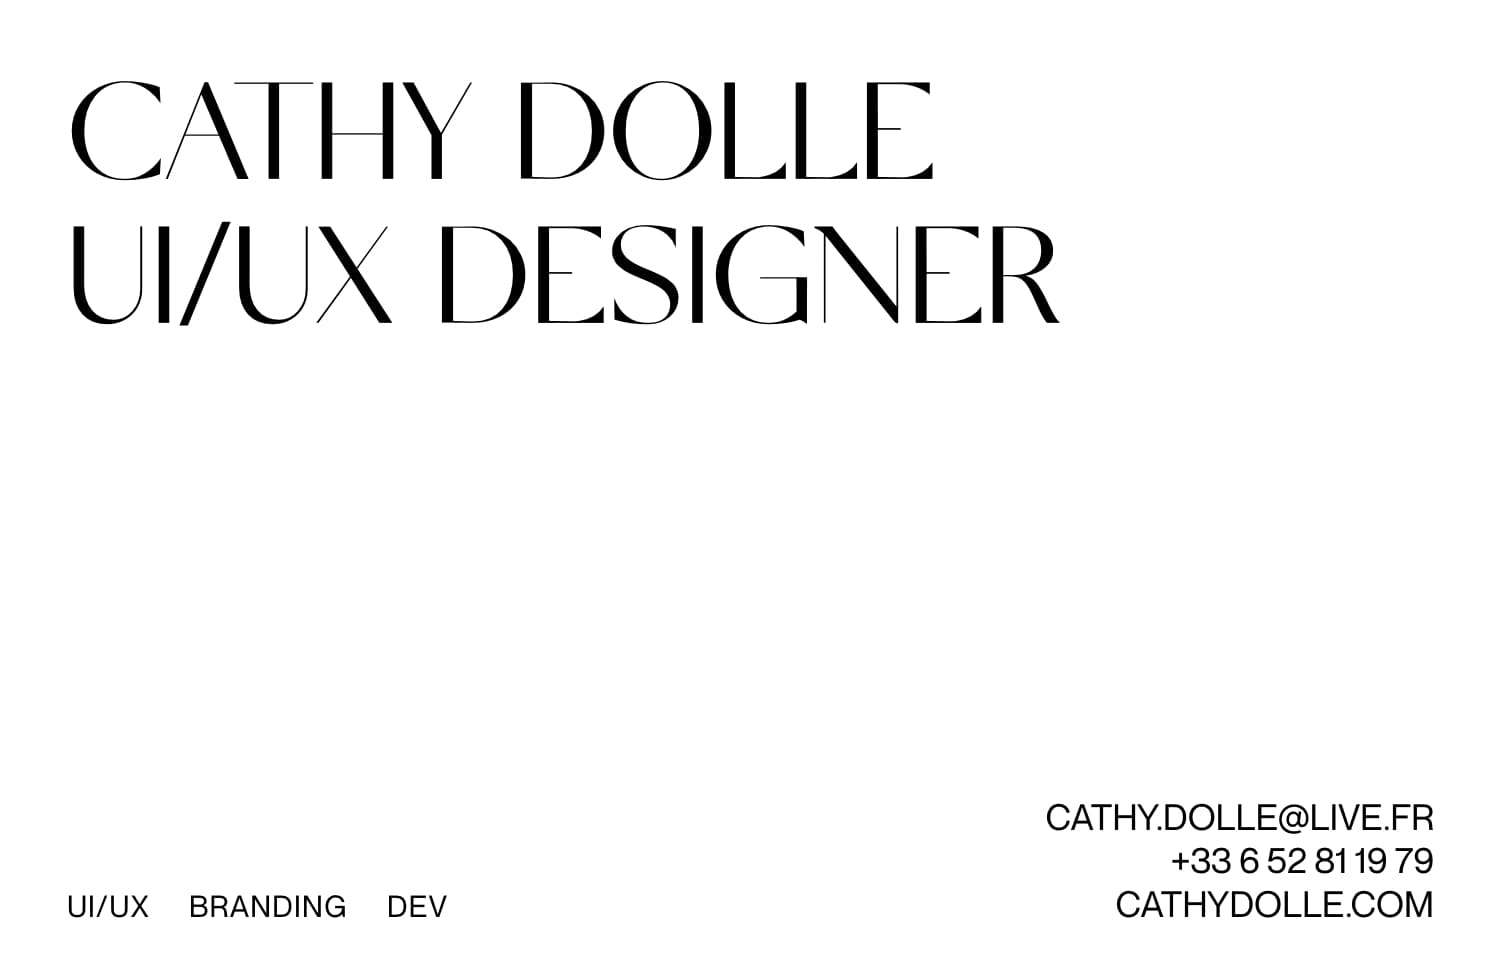 CATHY DOLLE
UI/UX DESIGNER
CATHY.DOLLE@LIVE.FR
+33 6 52 81 19 79
CATHYDOLLE.COM
UI/UX BRANDING DEV